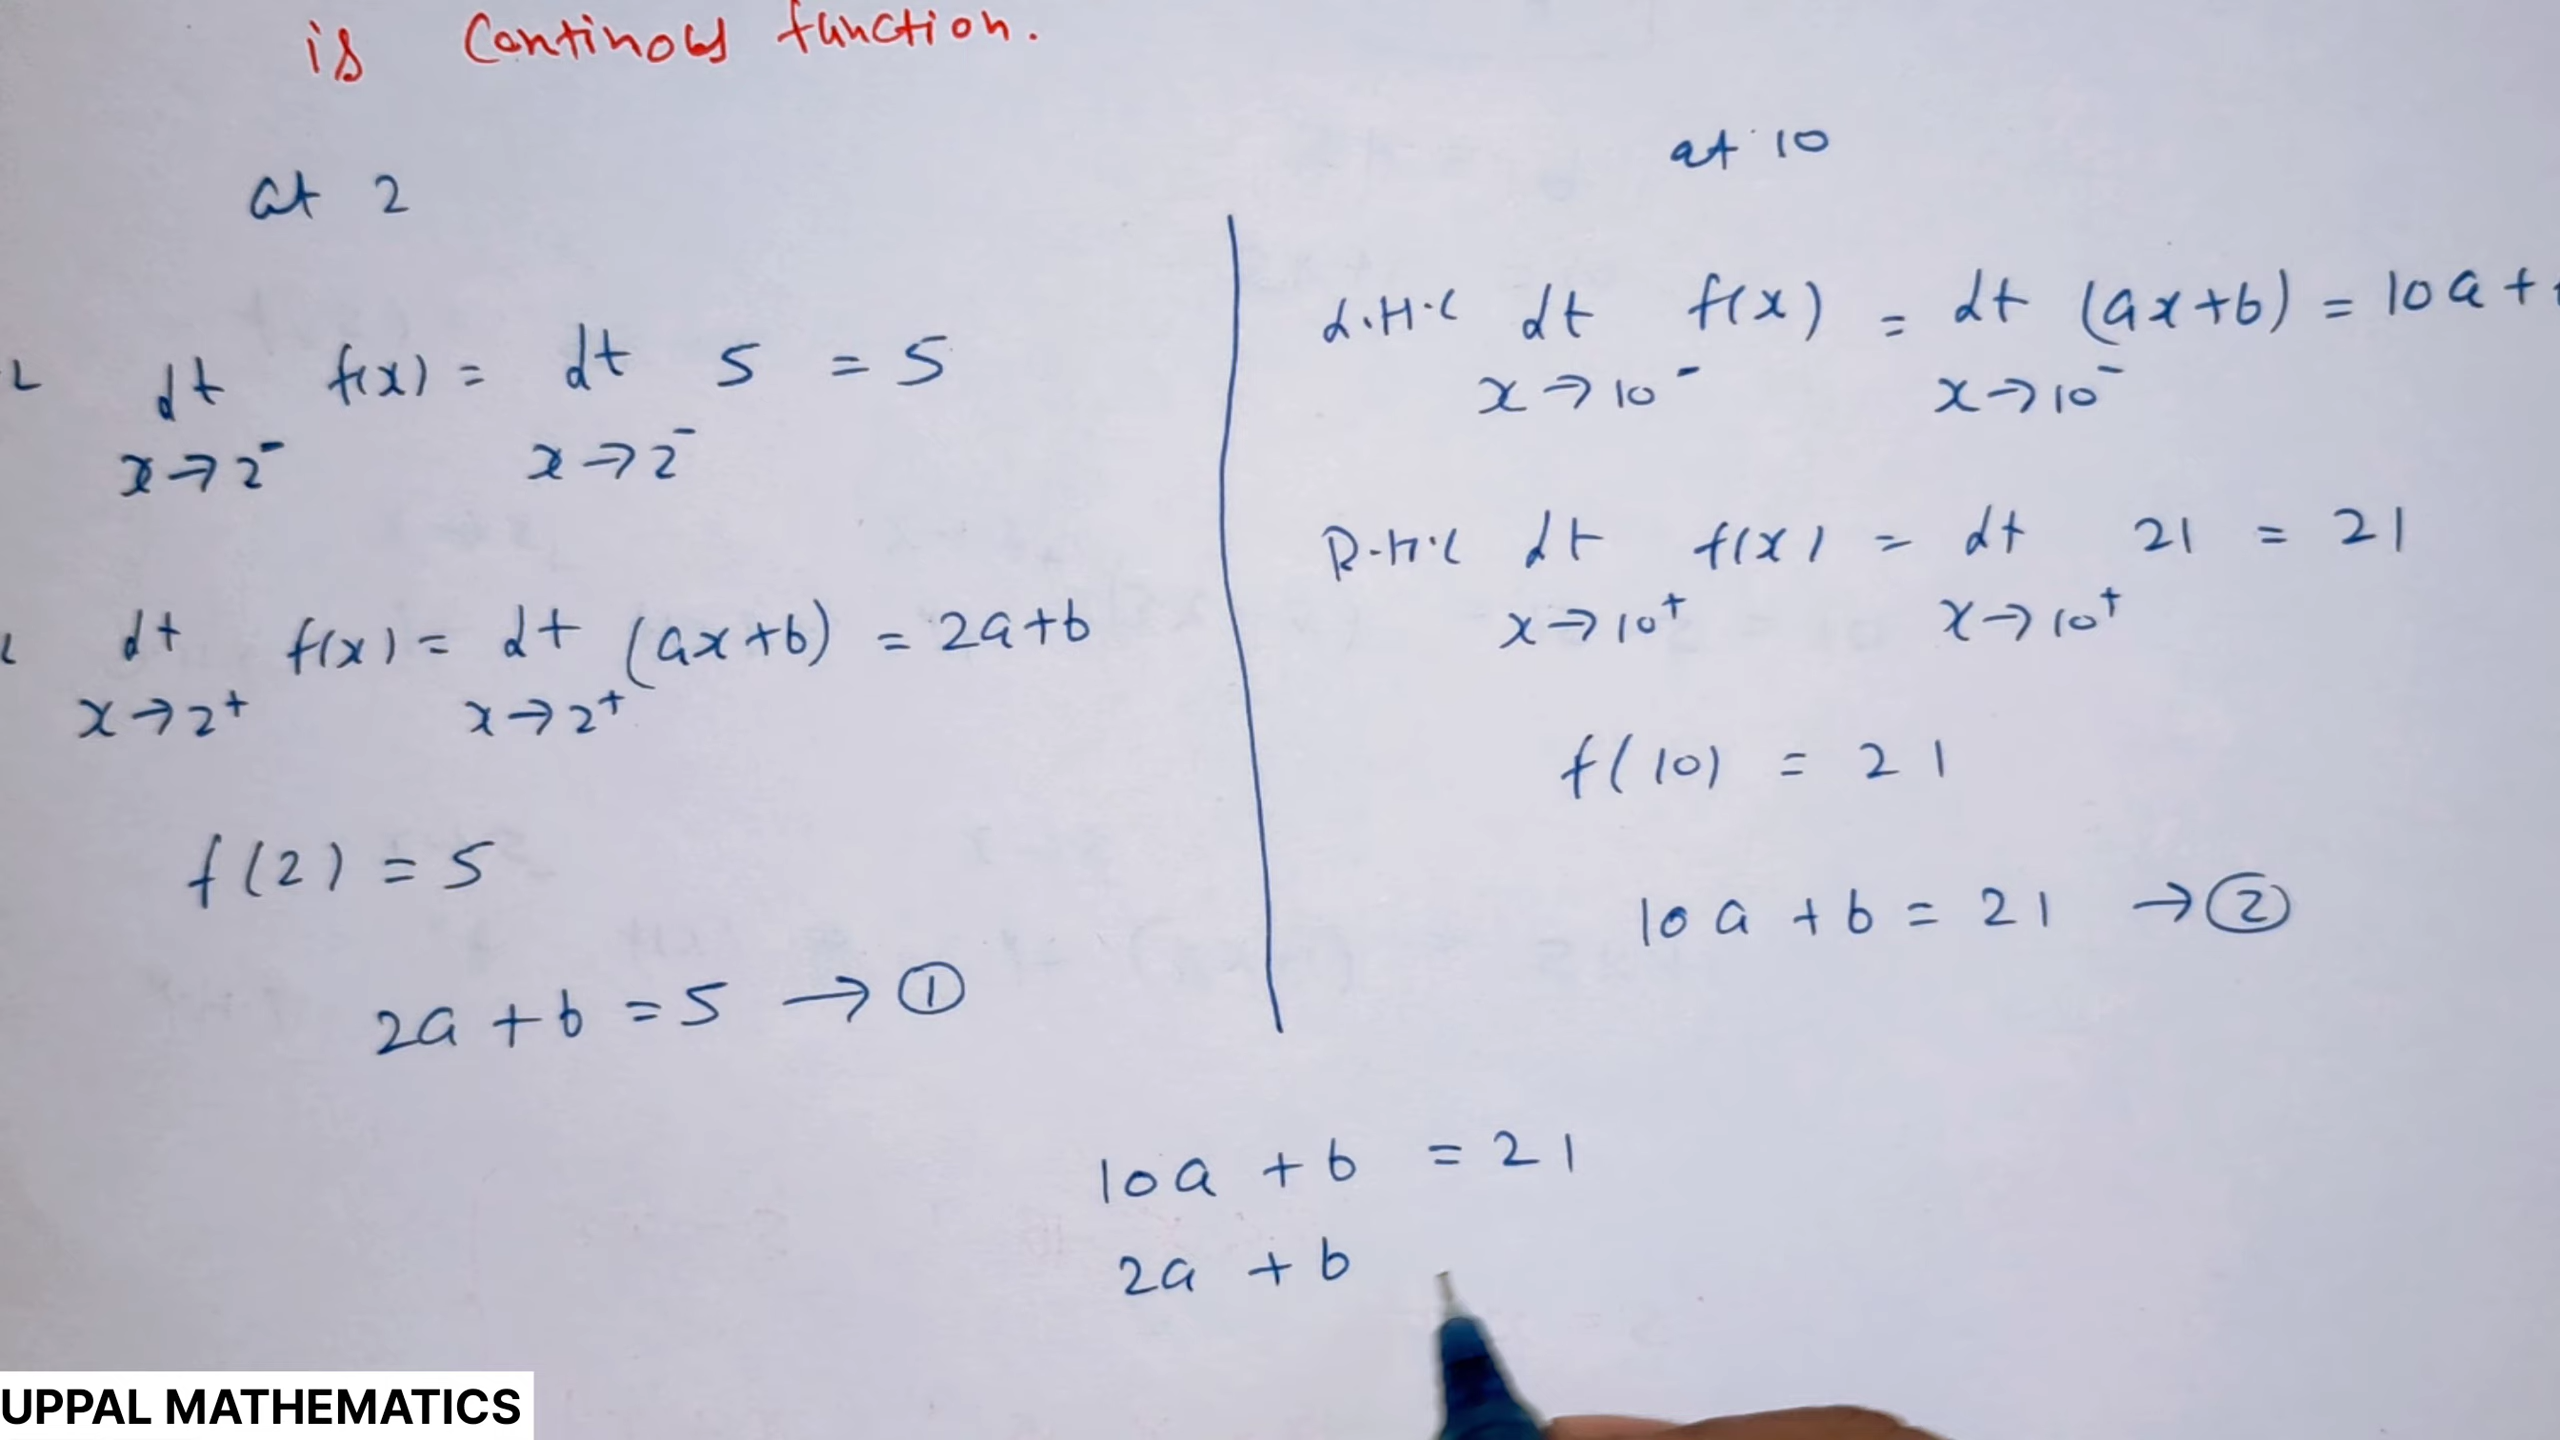 is Continous function.
at 2
L lt f(x) = lt 5 = 5
x→2⁻ x→2⁻
L lt f(x) = lt (ax+b) = 2a+b
x→2⁺ x→2⁺
f(2) = 5
2a + b = 5 → ①
at 10
L.H.L lt f(x) = lt (ax+b) = 10a +
x→10⁻ x→10⁻
R.H.L lt f(x) = lt 21 = 21
x→10⁺ x→10⁺
f(10) = 21
10a + b = 21 → ②
10a + b = 21
2a + b
UPPAL MATHEMATICS